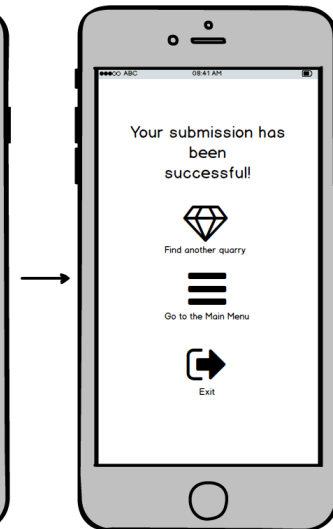 ABC 08:41 AM
Your submission has
been
successful!
Find another quarry
Go to the Main Menu
Exit